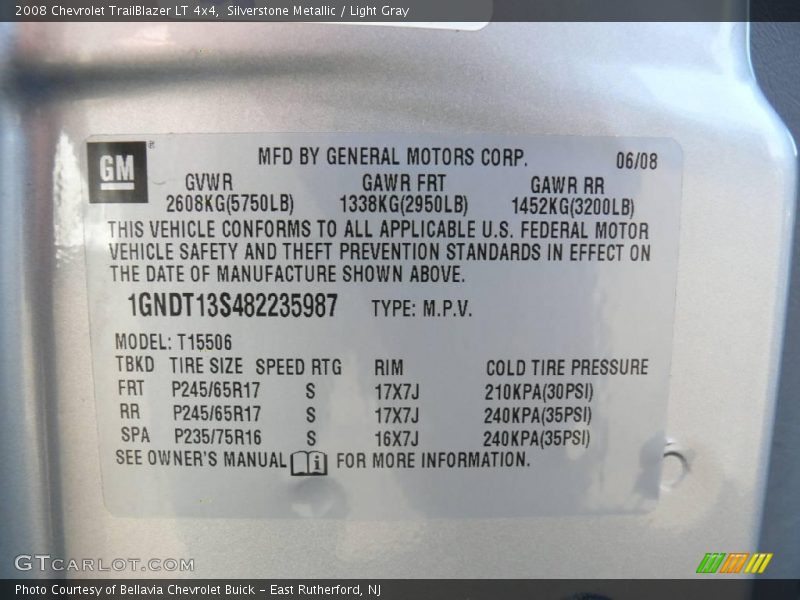 2008 Chevrolet TrailBlazer LT 4x4, Silverstone Metallic / Light Gray
GM®
MFD BY GENERAL MOTORS CORP. 06/08
GVWR GAWR FRT GAWR RR
2608KG(5750LB) 1338KG(2950LB) 1452KG(3200LB)
THIS VEHICLE CONFORMS TO ALL APPLICABLE U.S. FEDERAL MOTOR
VEHICLE SAFETY AND THEFT PREVENTION STANDARDS IN EFFECT ON
THE DATE OF MANUFACTURE SHOWN ABOVE.
1GNDT13S482235987 TYPE: M.P.V.
MODEL: T15506
TBKD TIRE SIZE SPEED RTG RIM COLD TIRE PRESSURE
FRT P245/65R17 S 17X7J 210KPA(30PSI)
RR P245/65R17 S 17X7J 240KPA(35PSI)
SPA P235/75R16 S 16X7J 240KPA(35PSI)
SEE OWNER'S MANUAL i FOR MORE INFORMATION.
GTCARLOT.COM
Photo Courtesy of Bellavia Chevrolet Buick – East Rutherford, NJ